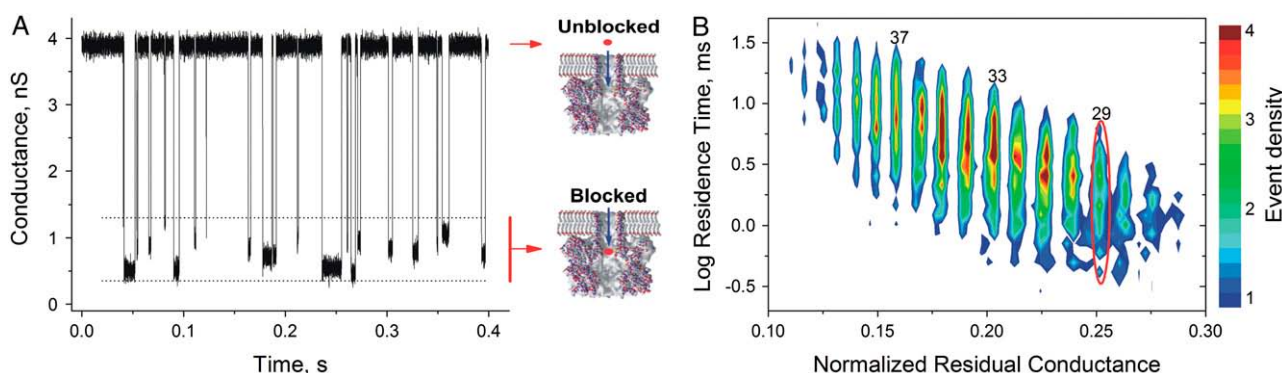 A
Conductance, nS
4
3
2
1
0
0.0 0.1 0.2 0.3 0.4
Time, s
Unblocked
Blocked
B
Log Residence Time, ms
1.5
1.0
0.5
0.0
-0.5
37
33
29
0.10 0.15 0.20 0.25 0.30
Normalized Residual Conductance
4
3
2
1
Event density